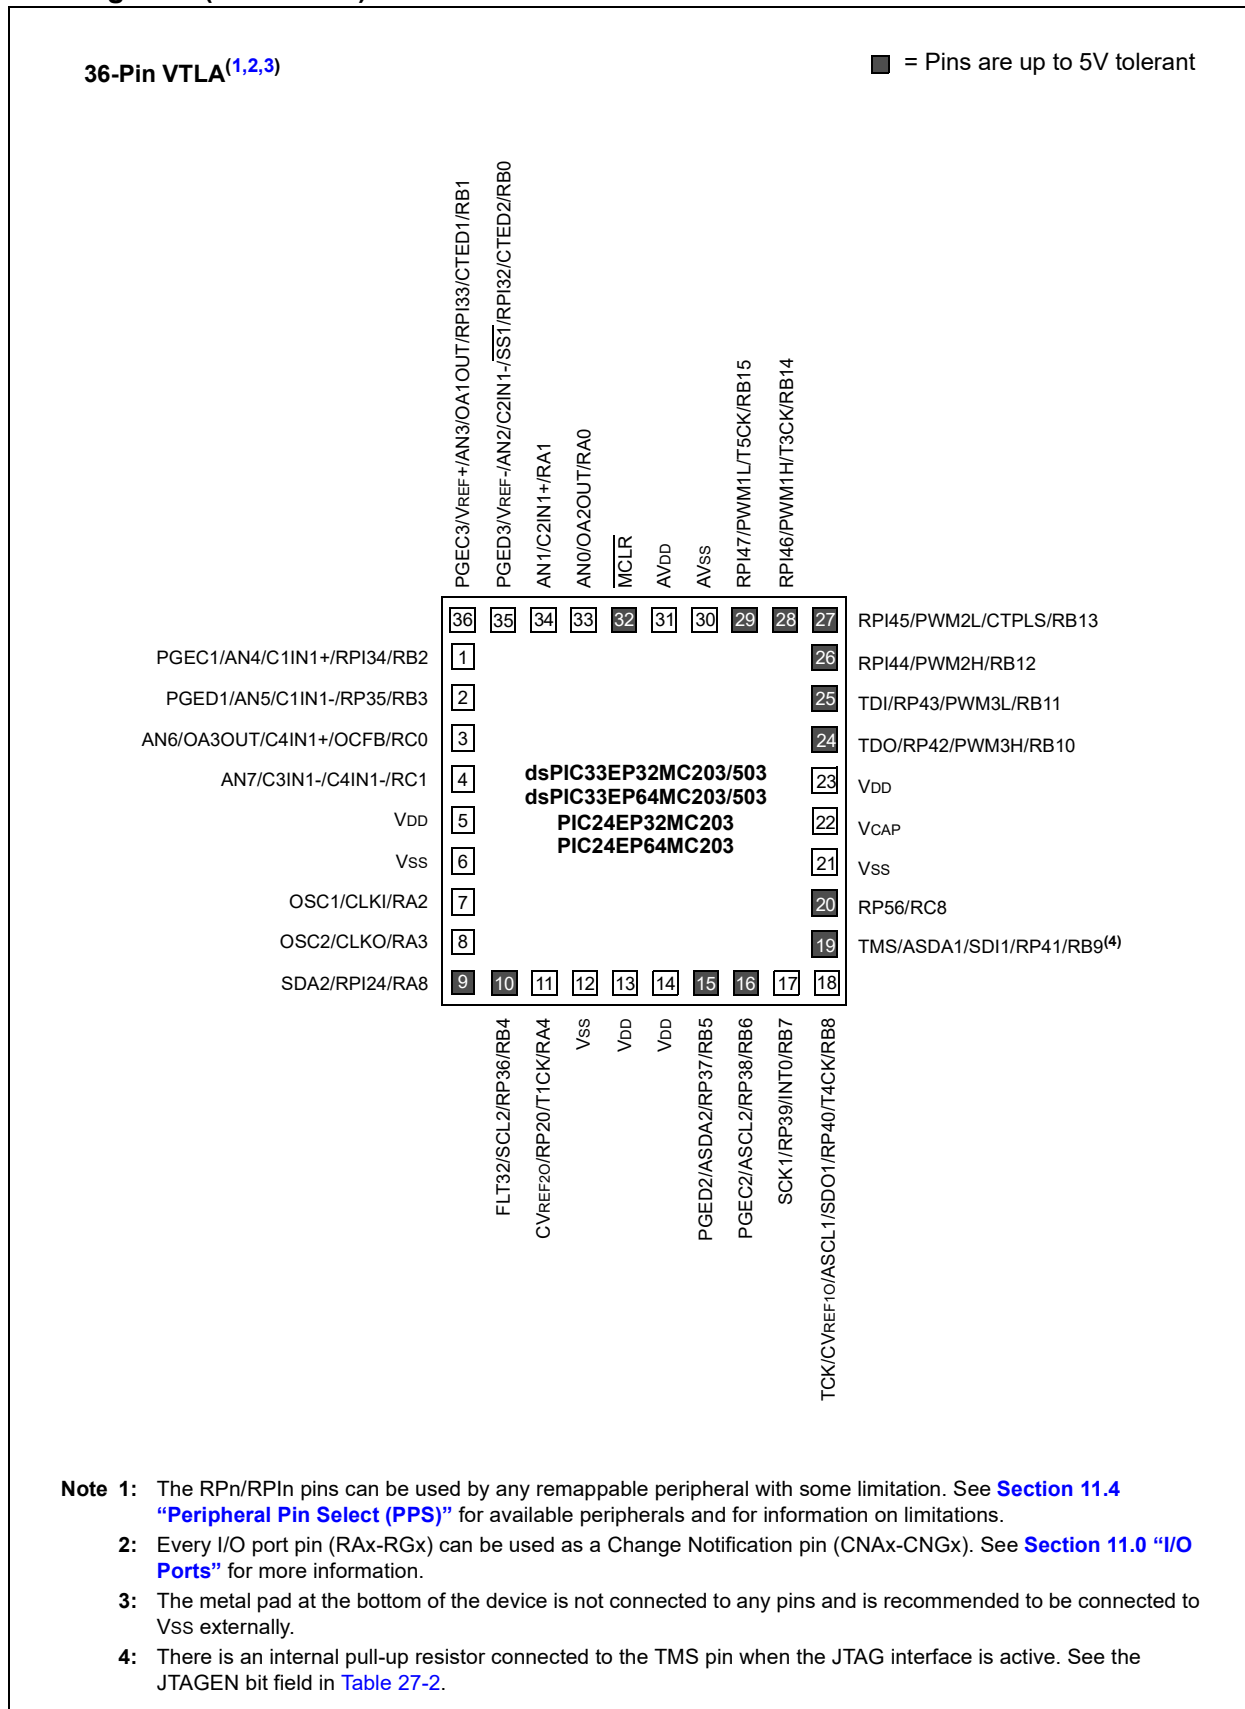 36-Pin VTLA(1,2,3)
= Pins are up to 5V tolerant
PGEC3/VREF+/AN3/OA1OUT/RPI33/CTED1/RB1
PGED3/VREF-/AN2/C2IN1-/SS1/RPI32/CTED2/RB0
AN1/C2IN1+/RA1
AN0/OA2OUT/RA0
MCLR
AVDD
AVSS
RPI47/PWM1L/T5CK/RB15
RPI46/PWM1H/T3CK/RB14
36 35 34 33 32 31 30 29 28 27 RPI45/PWM2L/CTPLS/RB13
PGEC1/AN4/C1IN1+/RPI34/RB2 1 26 RPI44/PWM2H/RB12
PGED1/AN5/C1IN1-/RP35/RB3 2 25 TDI/RP43/PWM3L/RB11
AN6/OA3OUT/C4IN1+/OCFB/RC0 3 24 TDO/RP42/PWM3H/RB10
AN7/C3IN1-/C4IN1-/RC1 4 23 VDD
dsPIC33EP32MC203/503
dsPIC33EP64MC203/503
PIC24EP32MC203
PIC24EP64MC203
VDD 5 22 VCAP
VSS 6 21 VSS
OSC1/CLKI/RA2 7 20 RP56/RC8
OSC2/CLKO/RA3 8 19 TMS/ASDA1/SDI1/RP41/RB9(4)
SDA2/RPI24/RA8 9 10 11 12 13 14 15 16 17 18
FLT32/SCL2/RP36/RB4
CVREF2O/RP20/T1CK/RA4
VSS
VDD
VDD
PGED2/ASDA2/RP37/RB5
PGEC2/ASCL2/RP38/RB6
SCK1/RP39/INT0/RB7
TCK/CVREF1O/ASCL1/SDO1/RP40/T4CK/RB8
Note 1: The RPn/RPIn pins can be used by any remappable peripheral with some limitation. See Section 11.4
“Peripheral Pin Select (PPS)” for available peripherals and for information on limitations.
2: Every I/O port pin (RAx-RGx) can be used as a Change Notification pin (CNAx-CNGx). See Section 11.0 “I/O
Ports” for more information.
3: The metal pad at the bottom of the device is not connected to any pins and is recommended to be connected to
VSS externally.
4: There is an internal pull-up resistor connected to the TMS pin when the JTAG interface is active. See the
JTAGEN bit field in Table 27-2.